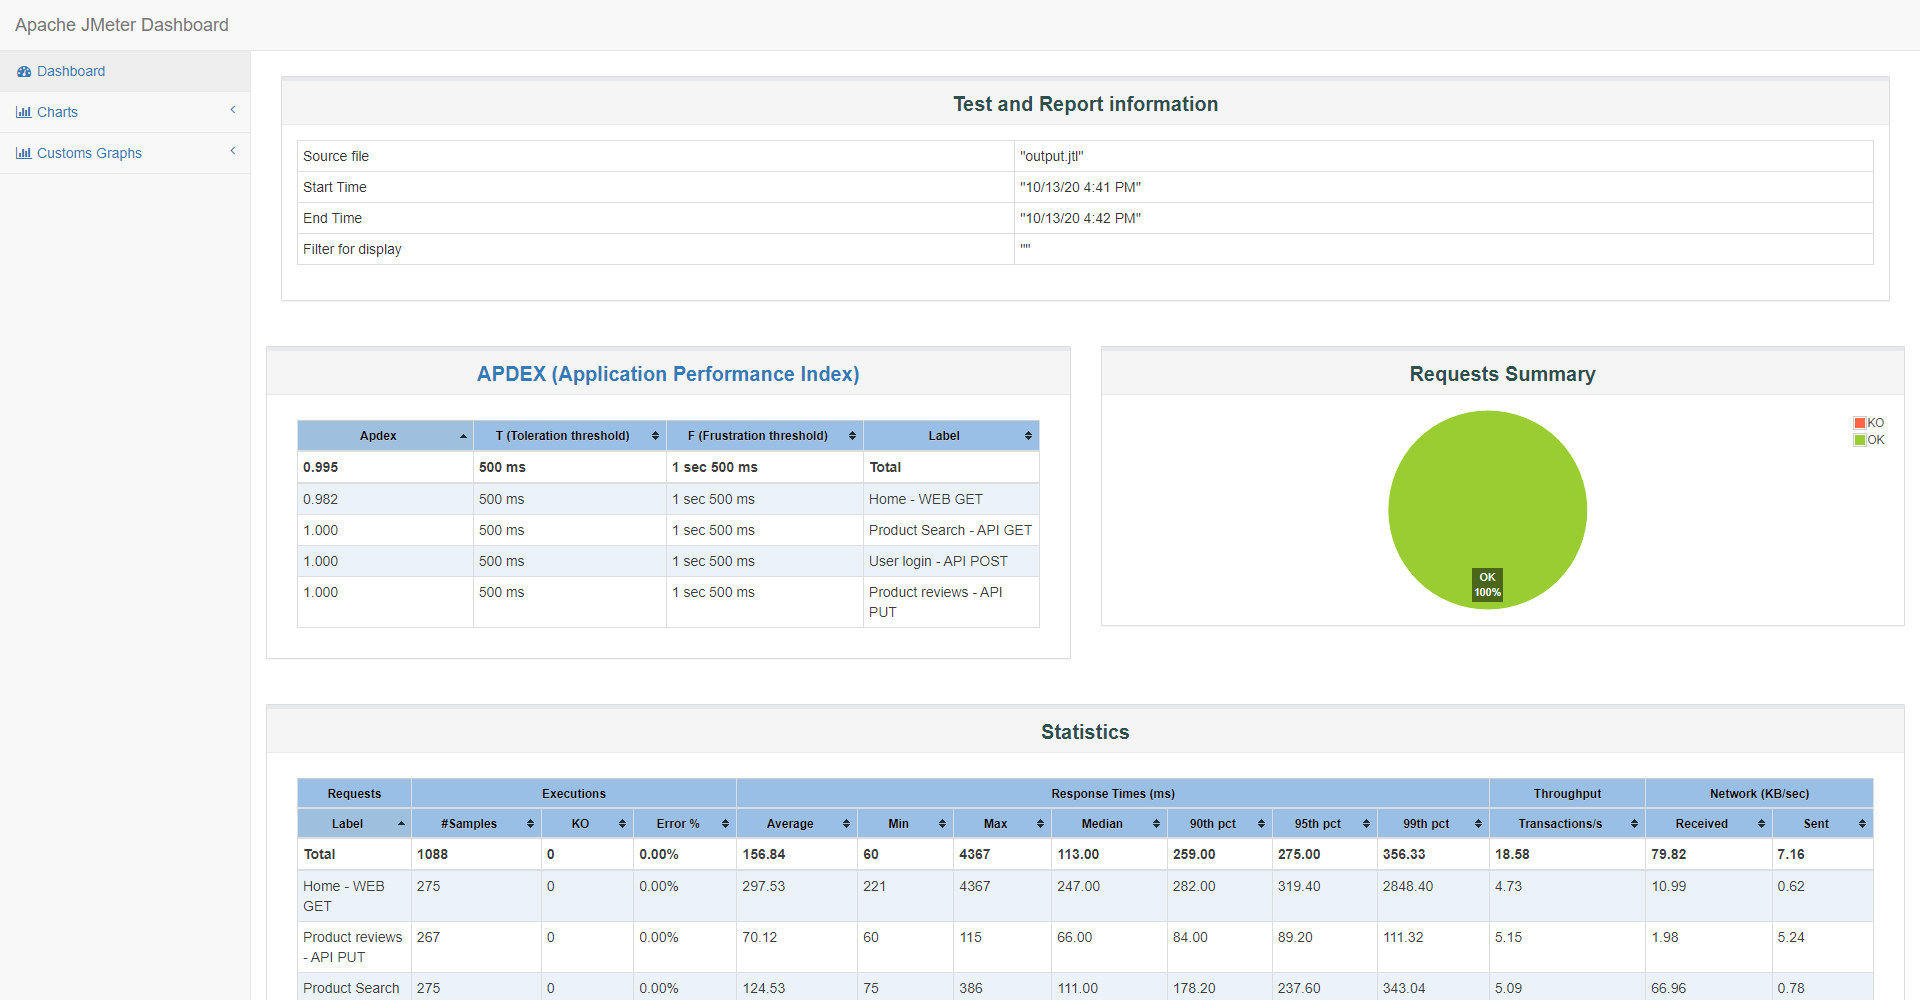 Apache JMeter Dashboard
Dashboard
Charts
Customs Graphs
Test and Report information
Source file "output.jtl"
Start Time "10/13/20 4:41 PM"
End Time "10/13/20 4:42 PM"
Filter for display ""
APDEX (Application Performance Index)
Apdex T (Toleration threshold) F (Frustration threshold) Label
0.995 500 ms 1 sec 500 ms Total
0.982 500 ms 1 sec 500 ms Home - WEB GET
1.000 500 ms 1 sec 500 ms Product Search - API GET
1.000 500 ms 1 sec 500 ms User login - API POST
1.000 500 ms 1 sec 500 ms Product reviews - API
PUT
Requests Summary
KO
OK
OK
100%
Statistics
Requests Executions Response Times (ms) Throughput Network (KB/sec)
Label #Samples KO Error % Average Min Max Median 90th pct 95th pct 99th pct Transactions/s Received Sent
Total 1088 0 0.00% 156.84 60 4367 113.00 259.00 275.00 356.33 18.58 79.82 7.16
Home - WEB 275 0 0.00% 297.53 221 4367 247.00 282.00 319.40 2848.40 4.73 10.99 0.62
GET
Product reviews 267 0 0.00% 70.12 60 115 66.00 84.00 89.20 111.32 5.15 1.98 5.24
- API PUT
Product Search 275 0 0.00% 124.53 75 386 111.00 178.20 237.60 343.04 5.09 66.96 0.78